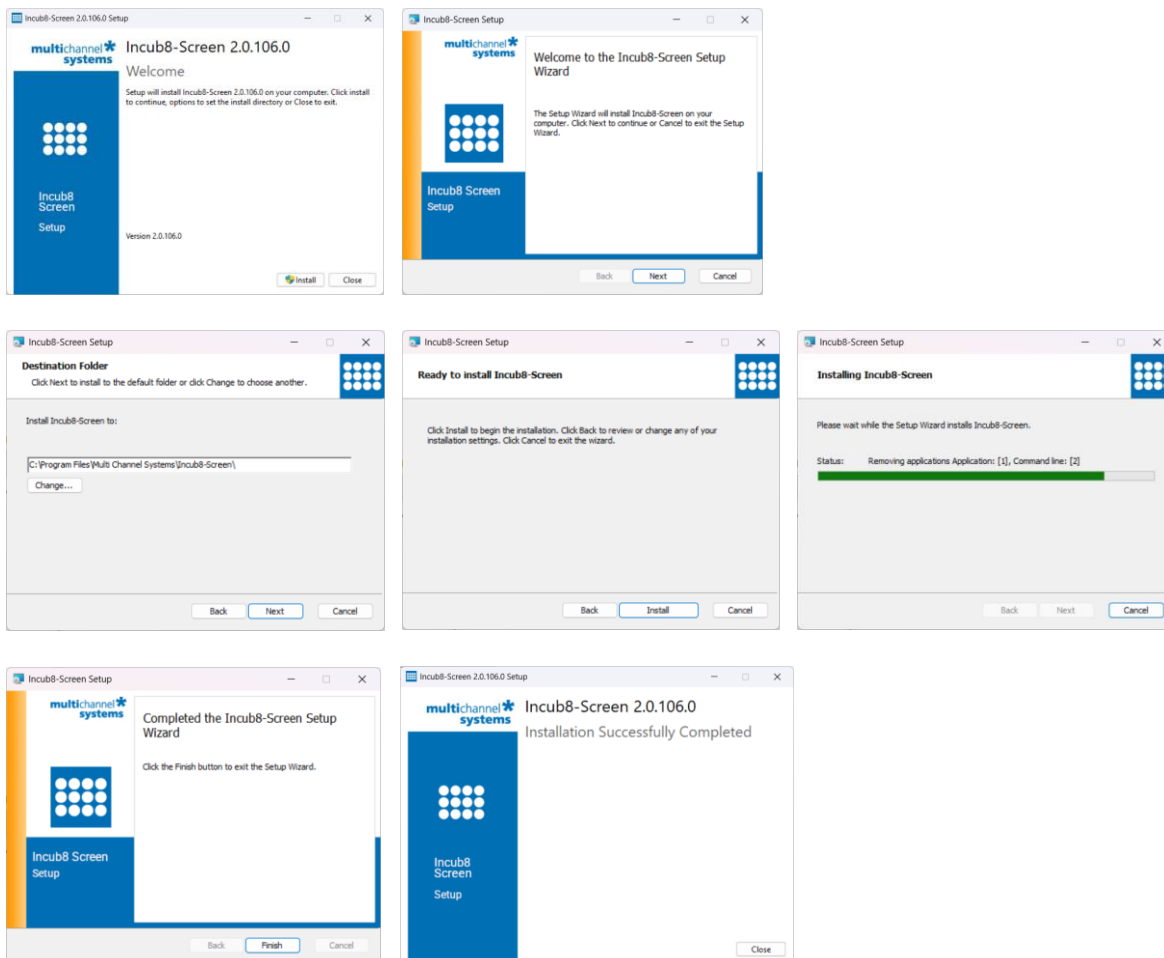 Incub8-Screen 2.0.106.0 Setup
multichannel
systems
Incub8-Screen 2.0.106.0
Welcome
Setup will install Incub8-Screen 2.0.106.0 on your computer. Click install
to continue, options to set the install directory or Close to exit.
Incub8
Screen
Setup
Version 2.0.106.0
Install
Close
Incub8-Screen Setup
multichannel
systems
Welcome to the Incub8-Screen Setup
Wizard
The Setup Wizard will install Incub8-Screen on your
computer. Click Next to continue or Cancel to exit the Setup
Wizard.
Incub8 Screen
Setup
Back
Next
Cancel
Incub8-Screen Setup
Destination Folder
Click Next to install to the default folder or click Change to choose another.
Install Incub8-Screen to:
C:\Program Files\Multi Channel Systems\Incub8-Screen\
Change...
Back
Next
Cancel
Incub8-Screen Setup
Ready to install Incub8-Screen
Click Install to begin the installation. Click Back to review or change any of your
installation settings. Click Cancel to exit the wizard.
Back
Install
Cancel
Incub8-Screen Setup
Installing Incub8-Screen
Please wait while the Setup Wizard installs Incub8-Screen.
Status: Removing applications Application: [1], Command line: [2]
Back
Next
Cancel
Incub8-Screen Setup
multichannel
systems
Completed the Incub8-Screen Setup
Wizard
Click the Finish button to exit the Setup Wizard.
Incub8 Screen
Setup
Back
Finish
Cancel
Incub8-Screen 2.0.106.0 Setup
multichannel
systems
Incub8-Screen 2.0.106.0
Installation Successfully Completed
Incub8
Screen
Setup
Close